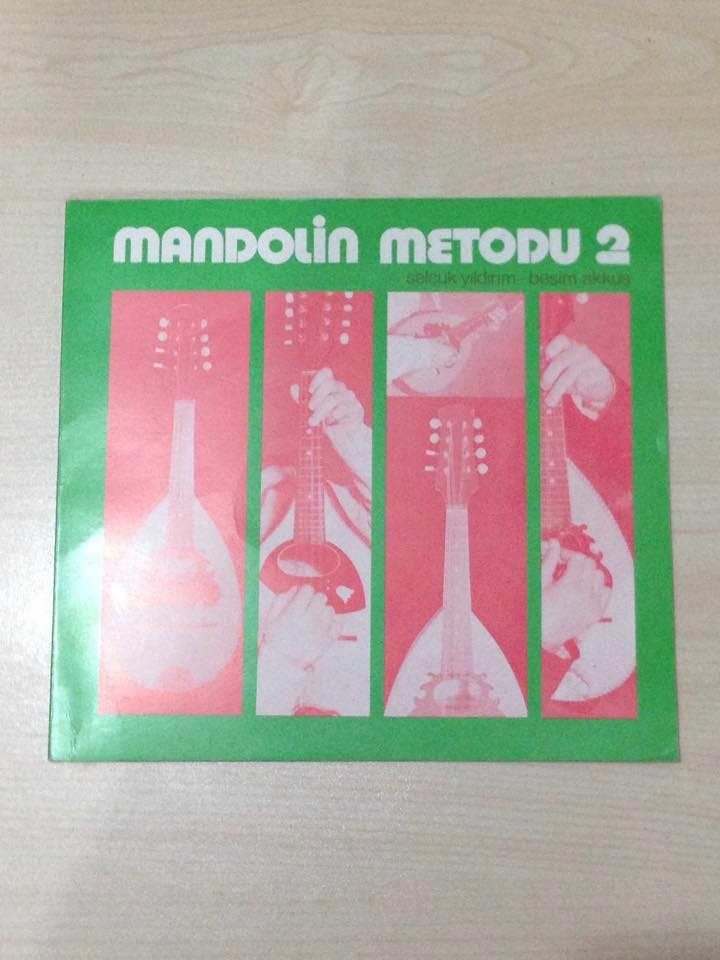 MANDOLİN METODU 2
selçuk yıldırım - besim akkuş